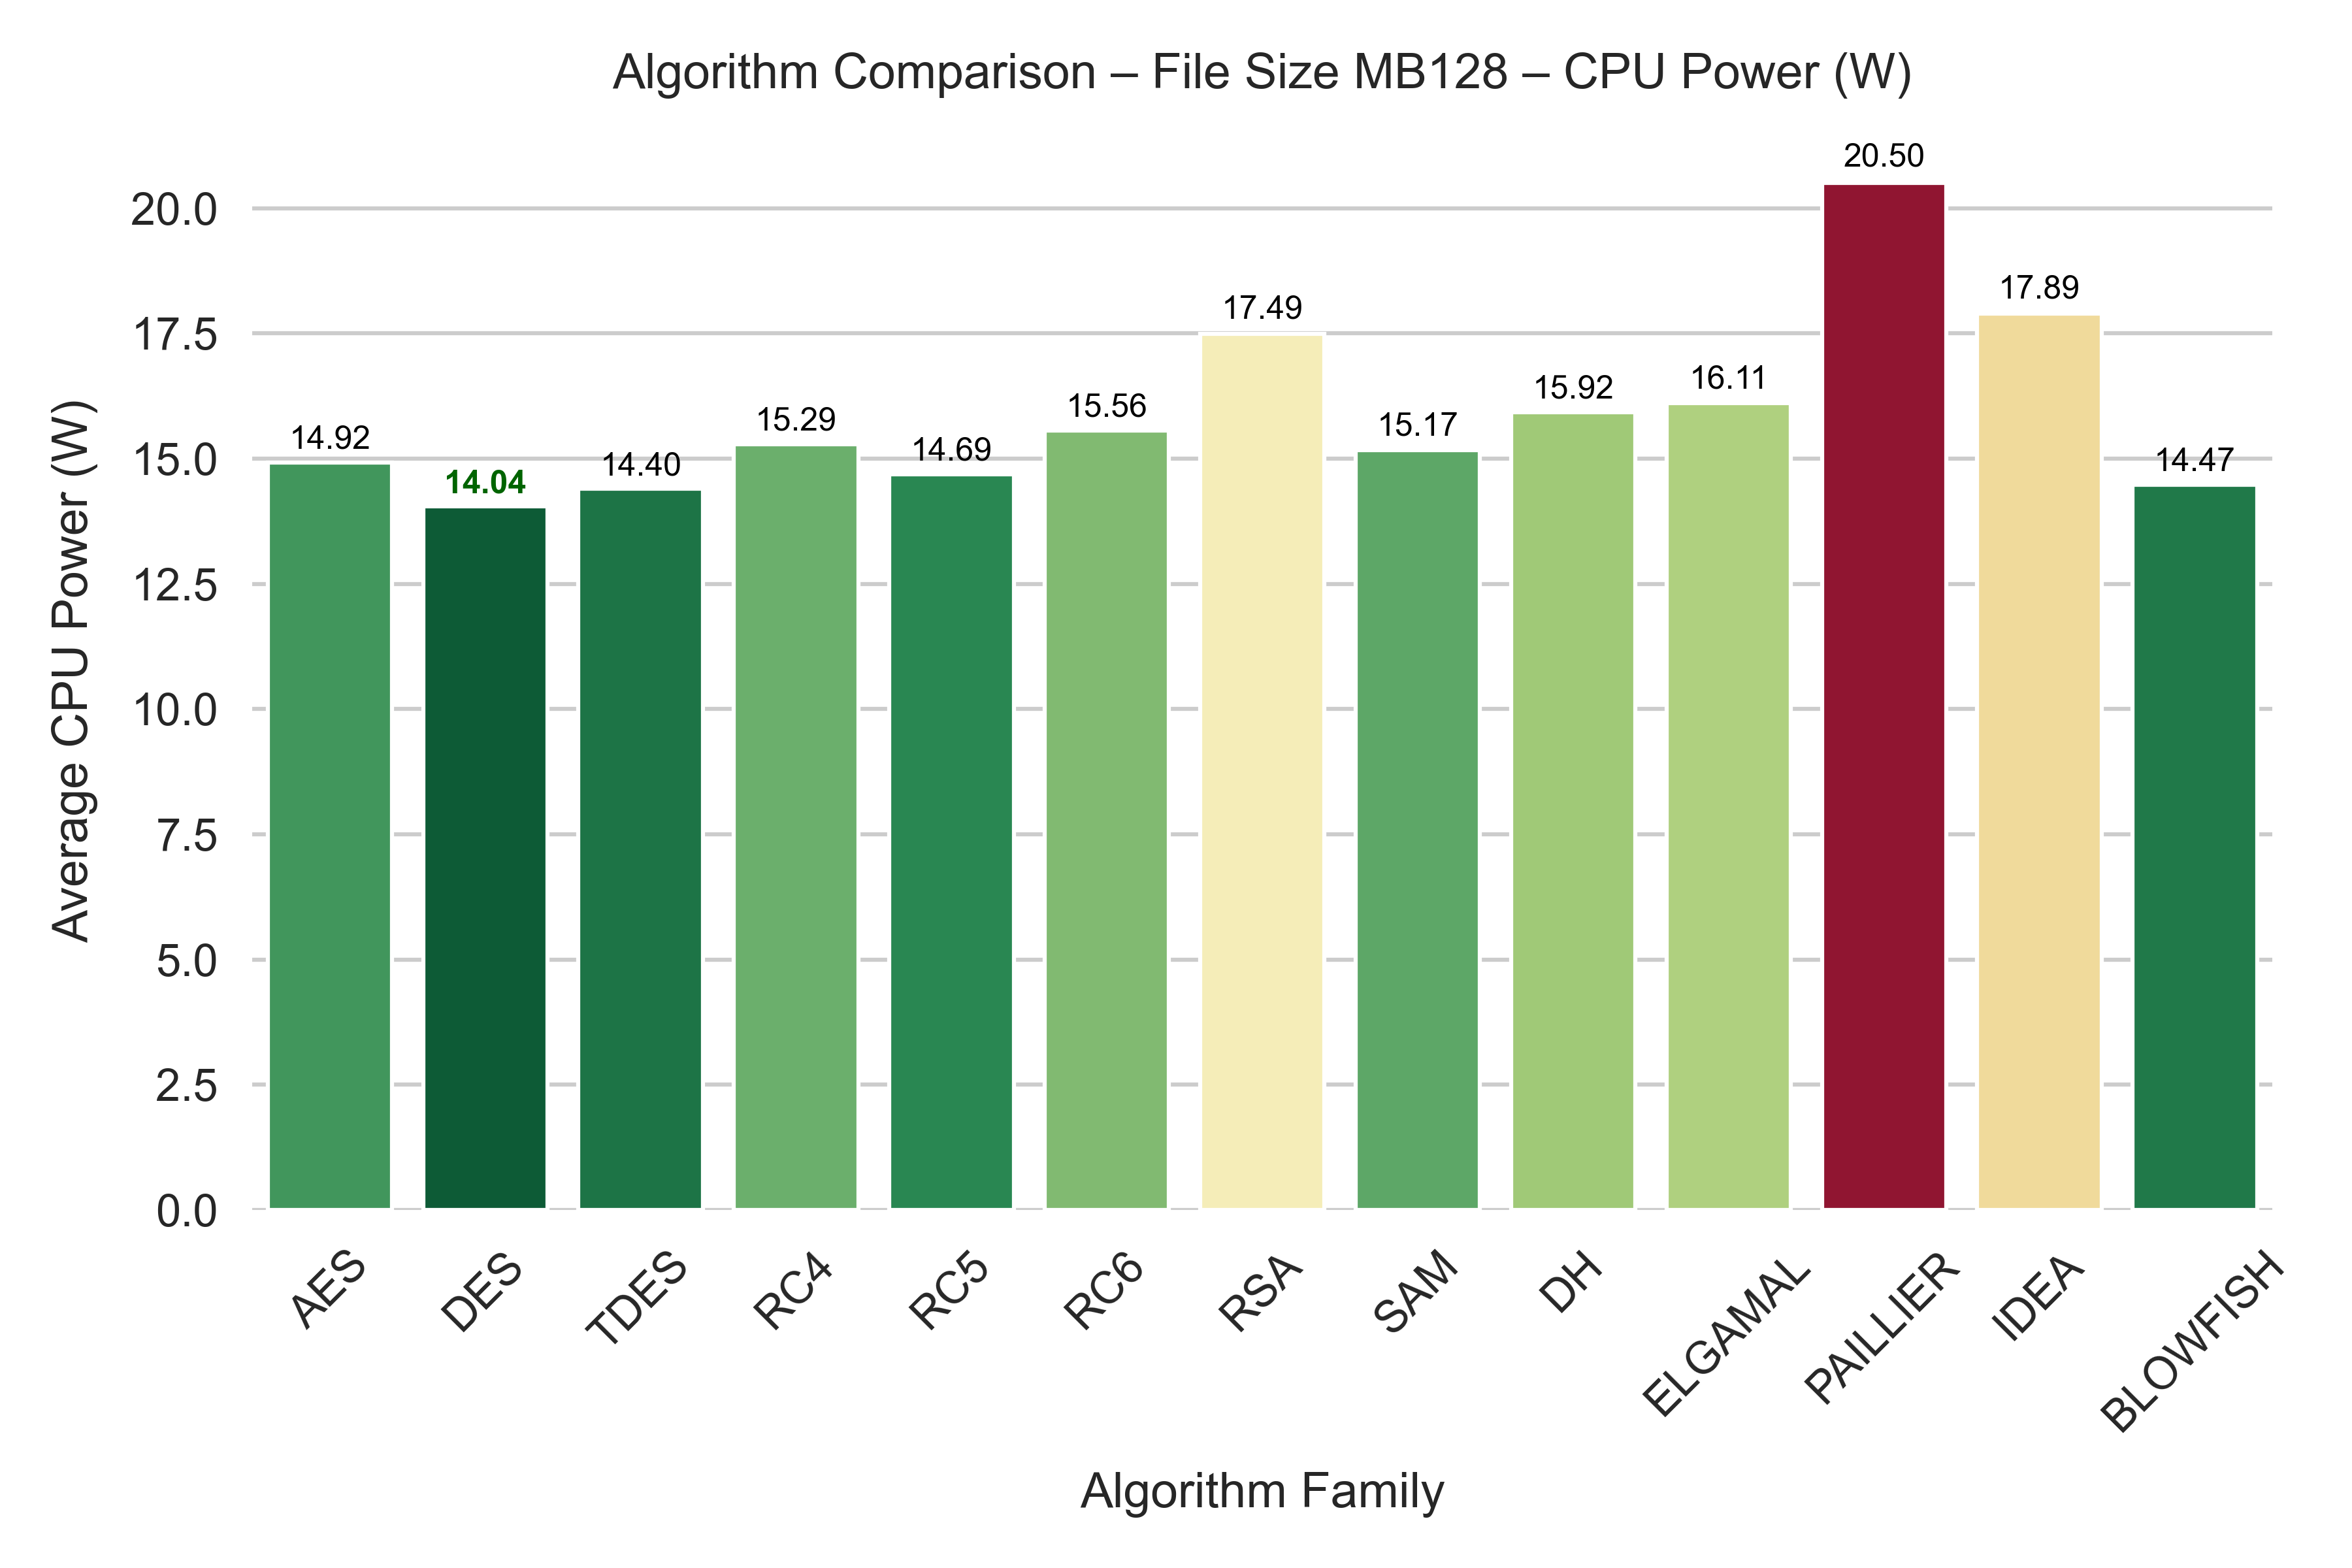 Algorithm Comparison – File Size MB128 – CPU Power (W)
Average CPU Power (W)
20.0
17.5
15.0
12.5
10.0
7.5
5.0
2.5
0.0
14.92
14.04
14.40
15.29
14.69
15.56
17.49
15.17
15.92
16.11
20.50
17.89
14.47
AES
DES
TDES
RC4
RC5
RC6
RSA
SAM
DH
ELGAMAL
PAILLIER
IDEA
BLOWFISH
Algorithm Family